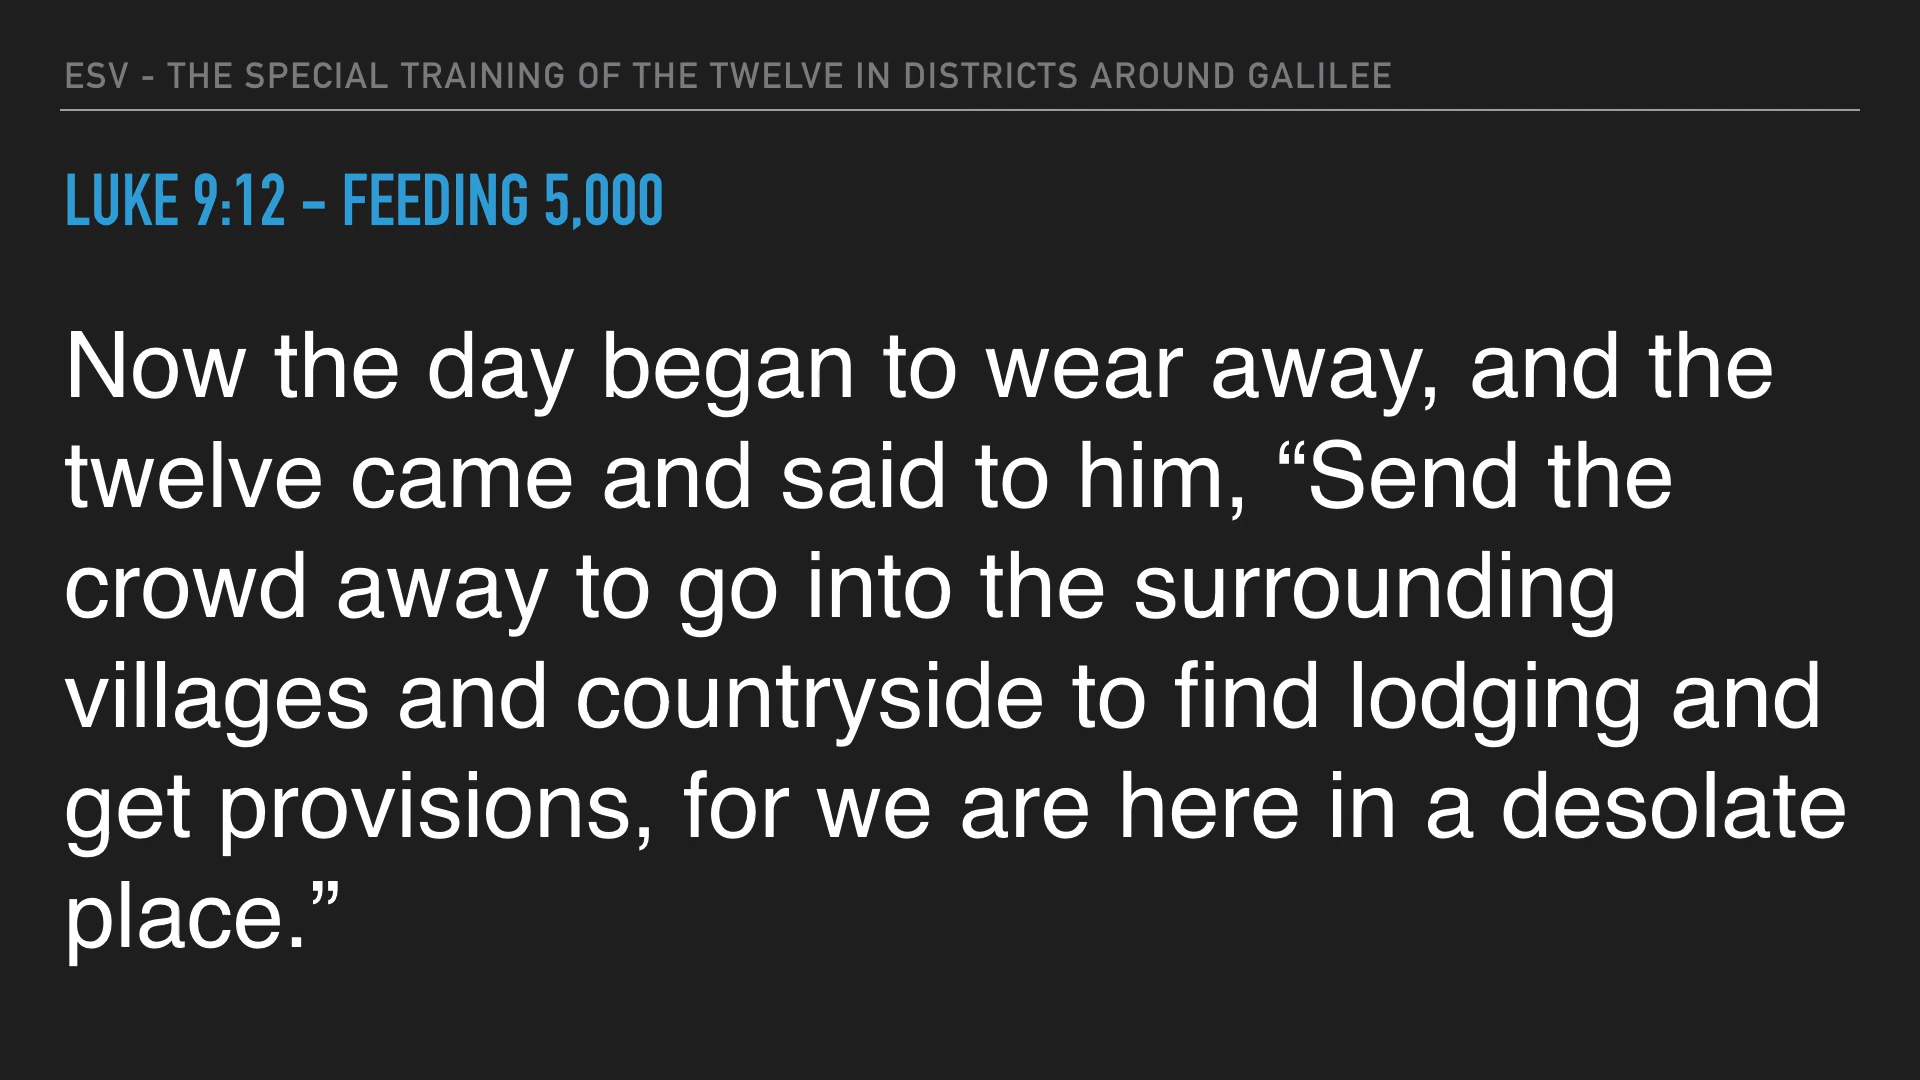 ESV - THE SPECIAL TRAINING OF THE TWELVE IN DISTRICTS AROUND GALILEE
LUKE 9:12 – FEEDING 5,000
Now the day began to wear away, and the
twelve came and said to him, “Send the
crowd away to go into the surrounding
villages and countryside to find lodging and
get provisions, for we are here in a desolate
place.”